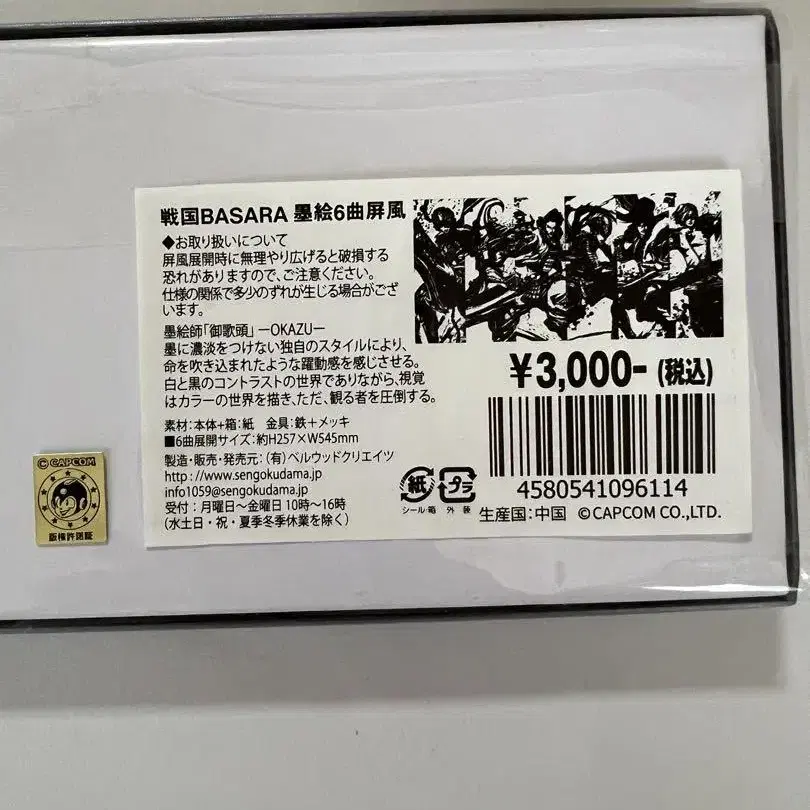 戦国BASARA 墨絵6曲屏風
◆お取り扱いについて
屏風展開時に無理やり広げると破損する
恐れがありますので、ご注意ください。
仕様の関係で多少のずれが生じる場合がござ
います。
墨絵師「御歌頭」 ―OKAZU―
墨に濃淡をつけない独自のスタイルにより、
命を吹き込まれたような躍動感を感じさせる。
白と黒のコントラストの世界でありながら、視覚
はカラーの世界を描き、ただ、観る者を圧倒する。
素材:本体+箱:紙 金具:鉄+メッキ
■6曲展開サイズ:約H257×W545mm
製造・販売・発売元:(有)ベルウッドクリエイツ
http://www.sengokudama.jp
info1059@sengokudama.jp
受付:月曜日～金曜日 10時～16時
(水土日・祝・夏季冬季休業を除く)
¥3,000- (税込)
4580541096114
紙 プラ
シール・箱 外装
生産国:中国 ©CAPCOM CO.,LTD.
©CAPCOM
版権許諾証